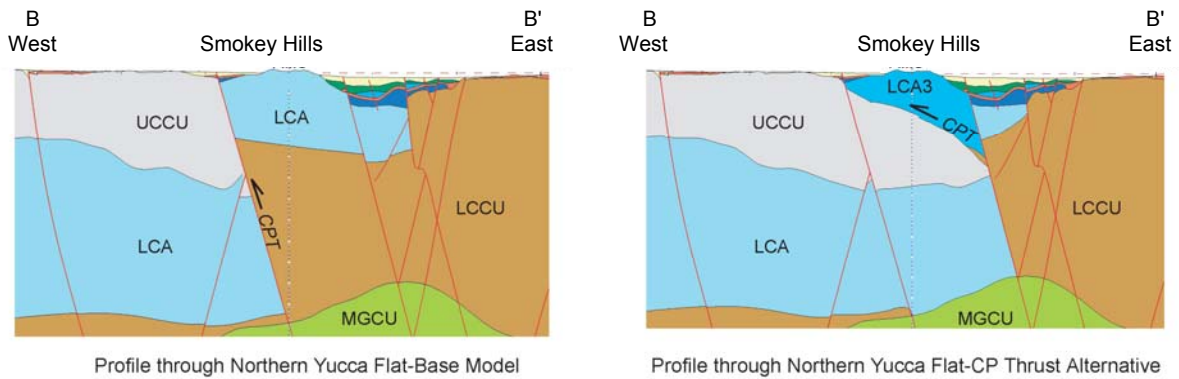 B
West
Smokey Hills
B'
East
UCCU
LCA
LCA
CPT
LCCU
MGCU
Profile through Northern Yucca Flat-Base Model
B
West
Smokey Hills
B'
East
LCA3
CPT
UCCU
LCCU
LCA
MGCU
Profile through Northern Yucca Flat-CP Thrust Alternative